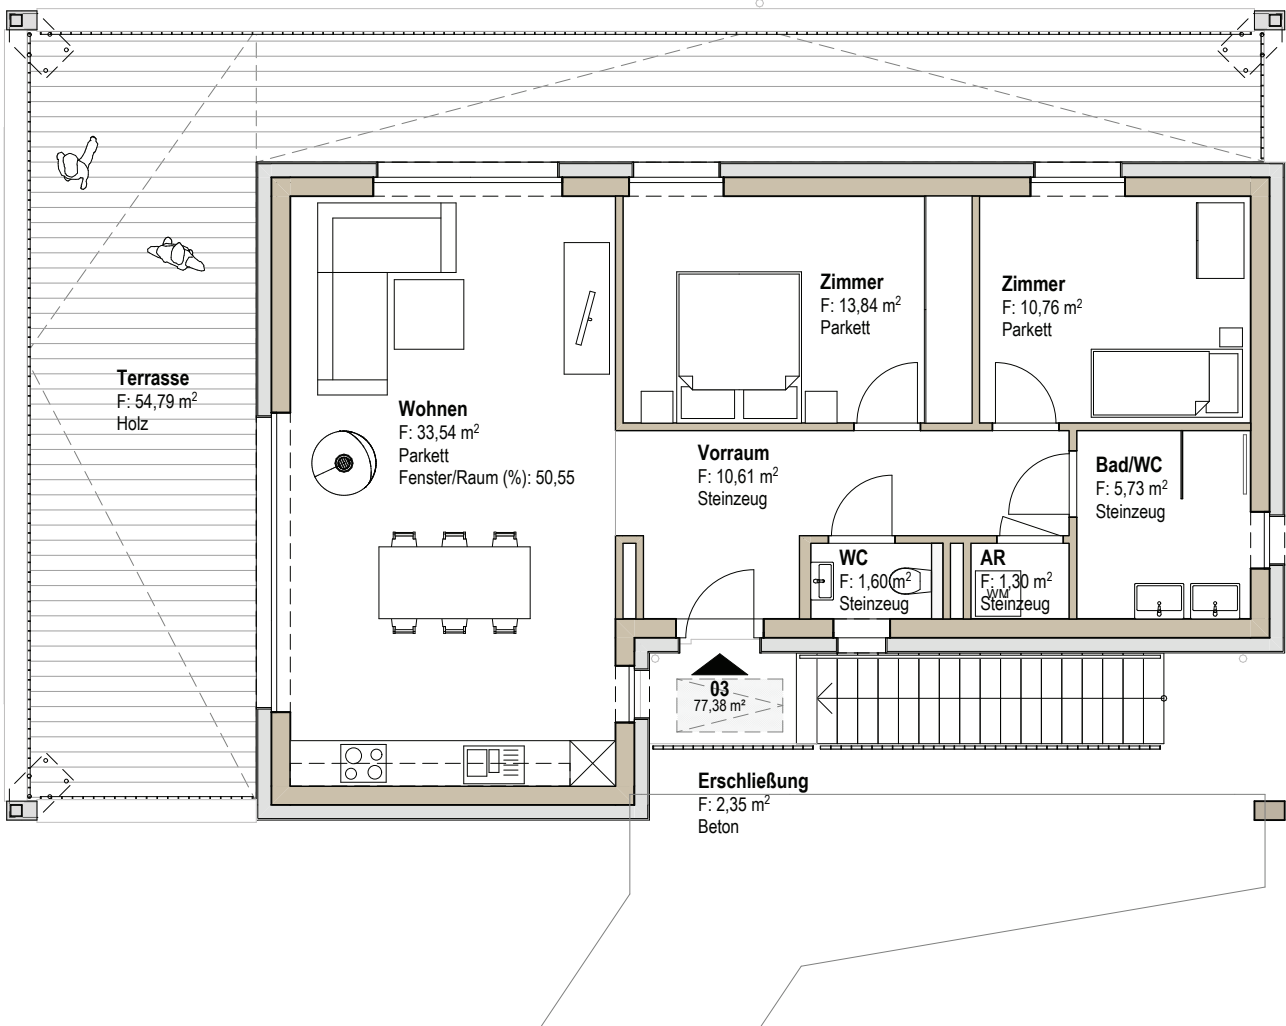 Zimmer
F: 13,84 m²
Parkett
Zimmer
F: 10,76 m²
Parkett
Terrasse
F: 54,79 m²
Holz
Wohnen
F: 33,54 m²
Parkett
Fenster/Raum (%): 50,55
Vorraum
F: 10,61 m²
Steinzeug
Bad/WC
F: 5,73 m²
Steinzeug
WC
F: 1,60 m²
Steinzeug
AR
F: 1,30 m²
WM
Steinzeug
03
77,38 m²
Erschließung
F: 2,35 m²
Beton